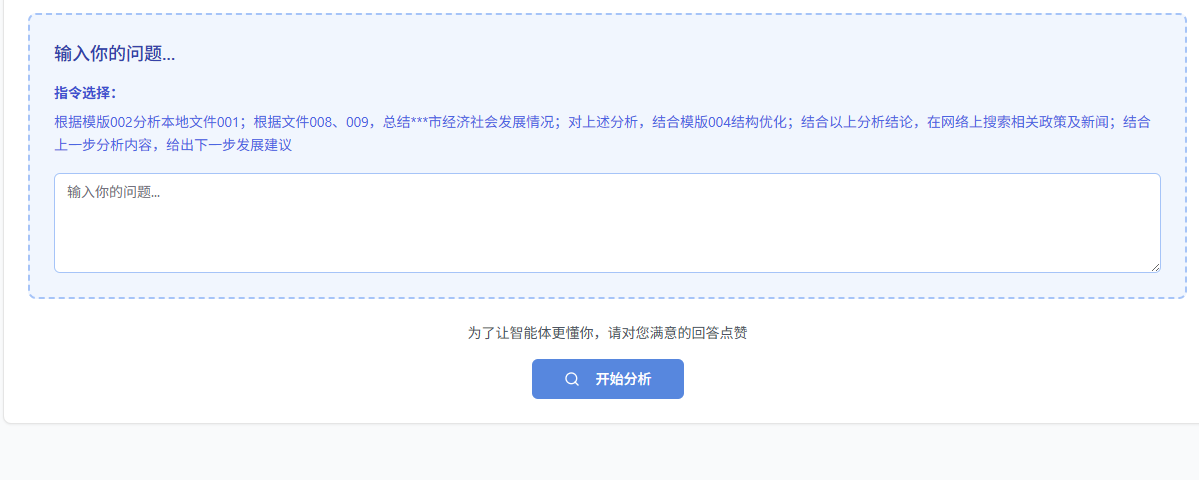 输入你的问题...
指令选择：
根据模版002分析本地文件001；根据文件008、009，总结***市经济社会发展情况；对上述分析，结合模版004结构优化；结合以上分析结论，在网络上搜索相关政策及新闻；结合
上一步分析内容，给出下一步发展建议
输入你的问题...
为了让智能体更懂你，请对您满意的回答点赞
开始分析